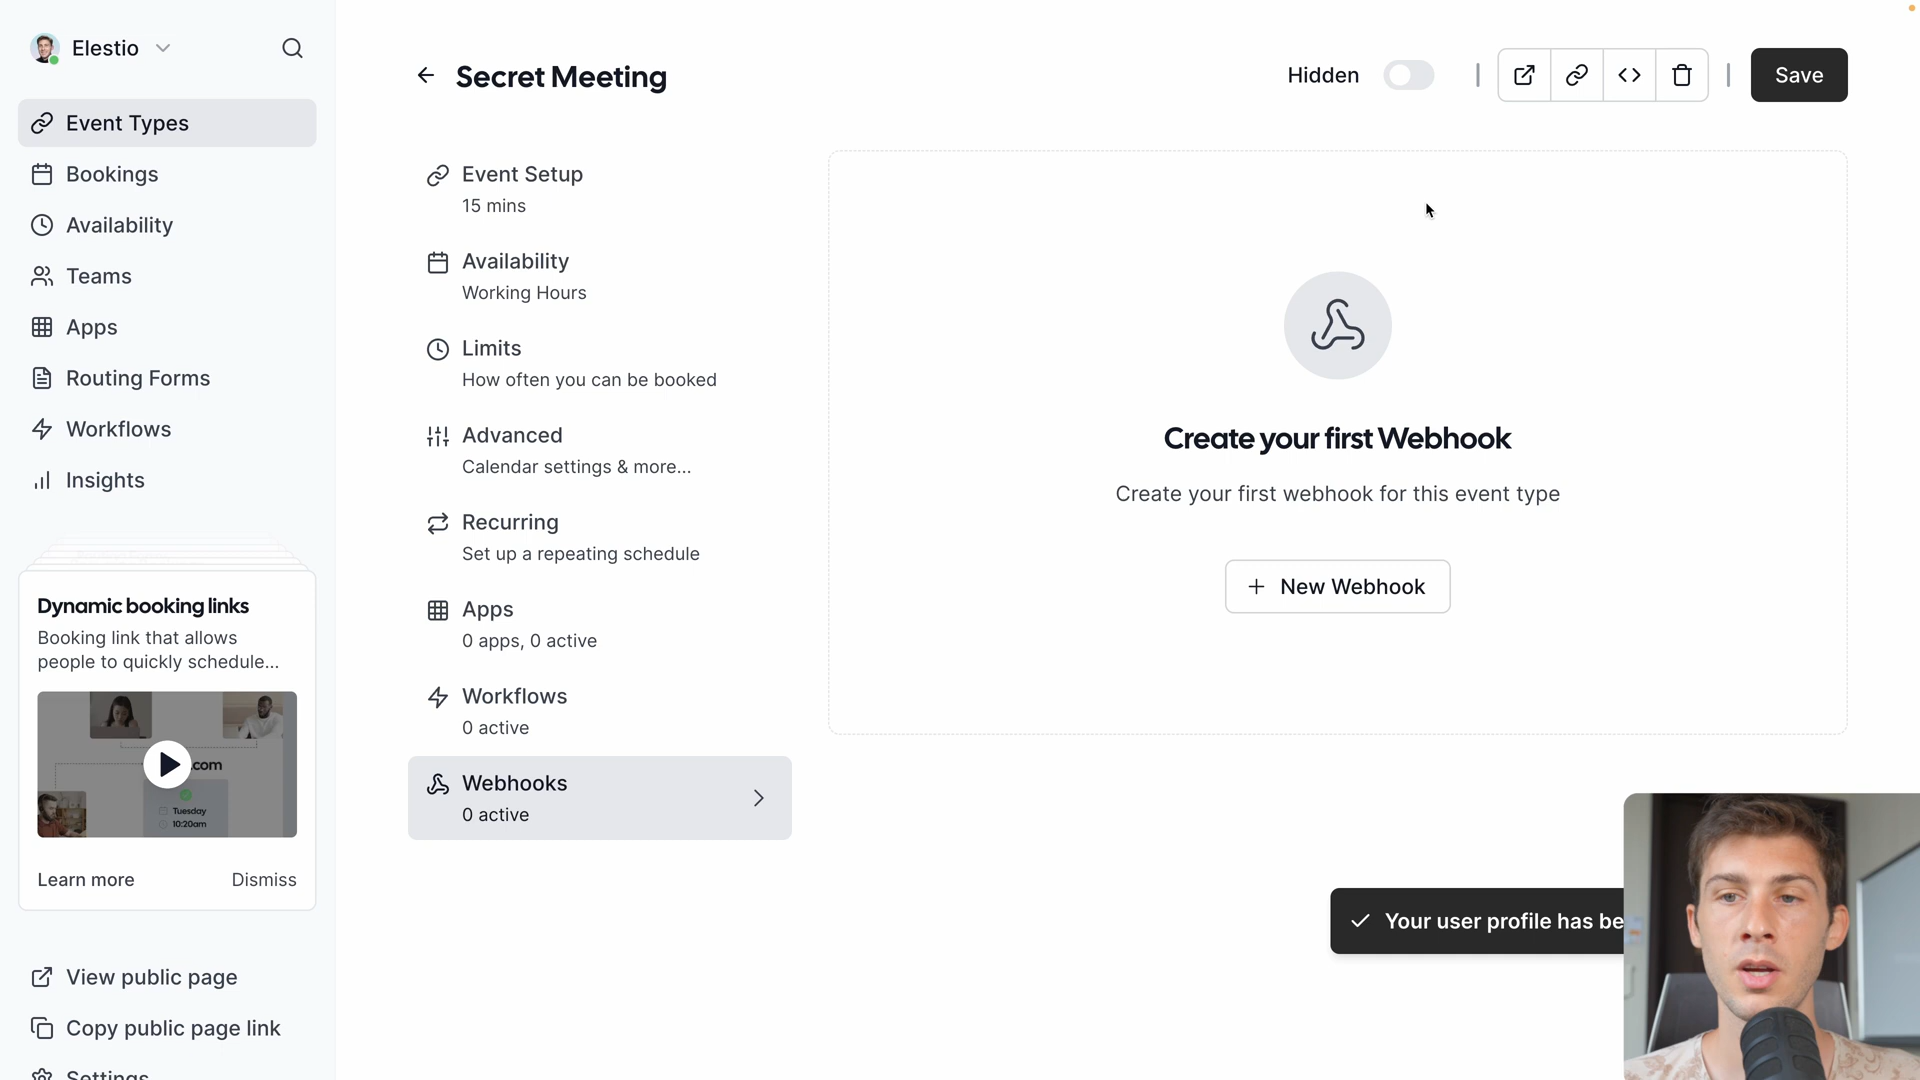 Elestio
Event Types
Bookings
Availability
Teams
Apps
Routing Forms
Workflows
Insights
Dynamic booking links
Booking link that allows
people to quickly schedule...
.com
Tuesday
10:20am
Learn more
Dismiss
View public page
Copy public page link
Settings
Secret Meeting
Hidden
Save
Event Setup
15 mins
Availability
Working Hours
Limits
How often you can be booked
Advanced
Calendar settings & more...
Recurring
Set up a repeating schedule
Apps
0 apps, 0 active
Workflows
0 active
Webhooks
0 active
Create your first Webhook
Create your first webhook for this event type
+ New Webhook
Your user profile has be